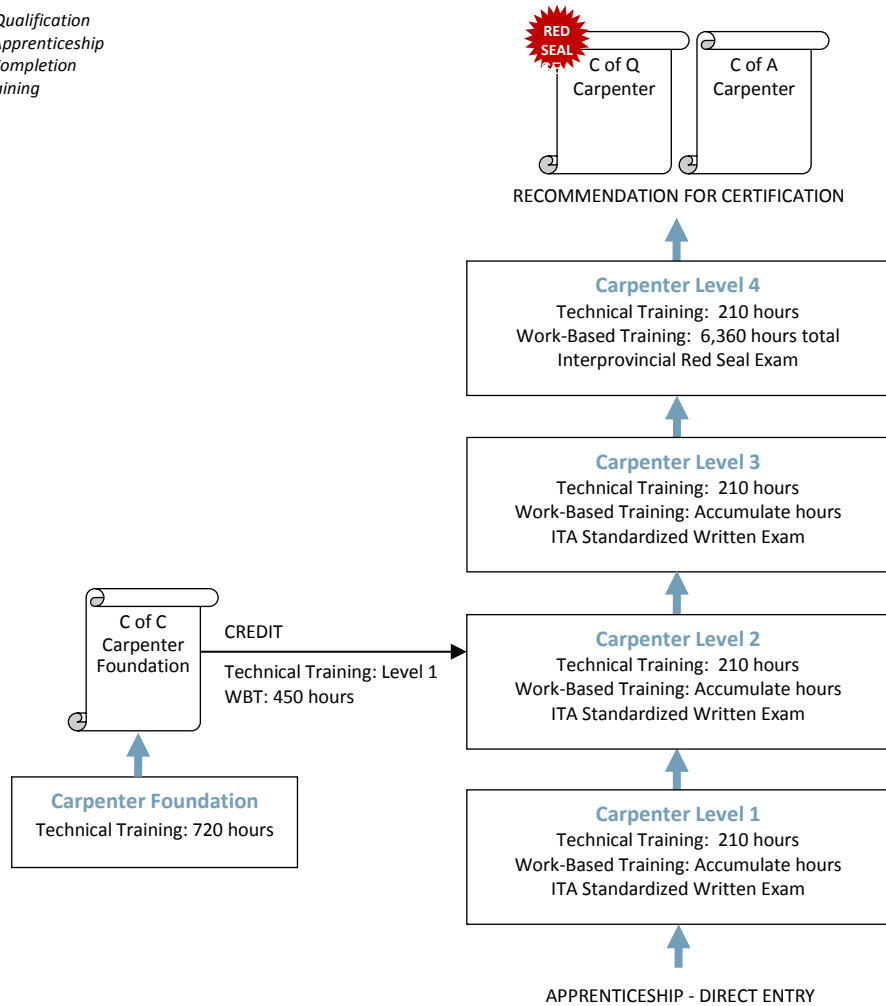 Qualification
Apprenticeship
Completion
aining
RED
SEAL
C of Q
Carpenter
C of A
Carpenter
RECOMMENDATION FOR CERTIFICATION
Carpenter Level 4
Technical Training: 210 hours
Work-Based Training: 6,360 hours total
Interprovincial Red Seal Exam
Carpenter Level 3
Technical Training: 210 hours
Work-Based Training: Accumulate hours
ITA Standardized Written Exam
C of C
Carpenter
Foundation
CREDIT
Technical Training: Level 1
WBT: 450 hours
Carpenter Level 2
Technical Training: 210 hours
Work-Based Training: Accumulate hours
ITA Standardized Written Exam
Carpenter Foundation
Technical Training: 720 hours
Carpenter Level 1
Technical Training: 210 hours
Work-Based Training: Accumulate hours
ITA Standardized Written Exam
APPRENTICESHIP - DIRECT ENTRY